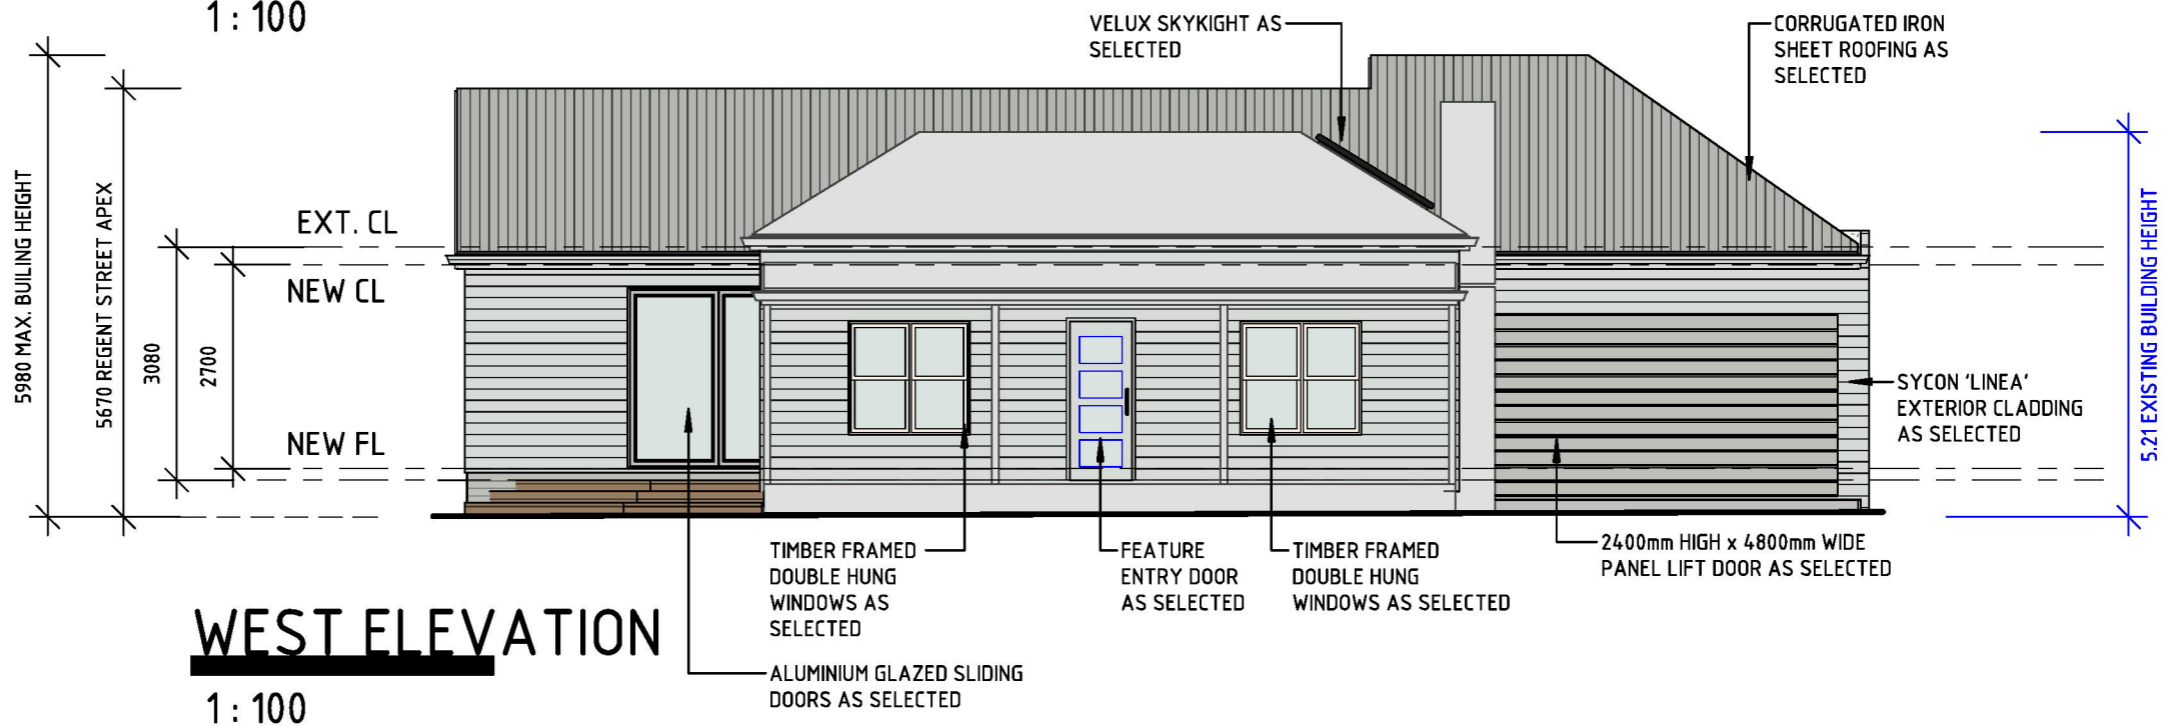 1 : 100
VELUX SKYKIGHT AS
SELECTED
CORRUGATED IRON
SHEET ROOFING AS
SELECTED
5980 MAX. BUILING HEIGHT
5670 REGENT STREET APEX
3080
2700
EXT. CL
NEW CL
NEW FL
5.21 EXISTING BUILDING HEIGHT
SYCON 'LINEA'
EXTERIOR CLADDING
AS SELECTED
TIMBER FRAMED
DOUBLE HUNG
WINDOWS AS
SELECTED
FEATURE
ENTRY DOOR
AS SELECTED
TIMBER FRAMED
DOUBLE HUNG
WINDOWS AS SELECTED
2400mm HIGH x 4800mm WIDE
PANEL LIFT DOOR AS SELECTED
ALUMINIUM GLAZED SLIDING
DOORS AS SELECTED
WEST ELEVATION
1 : 100